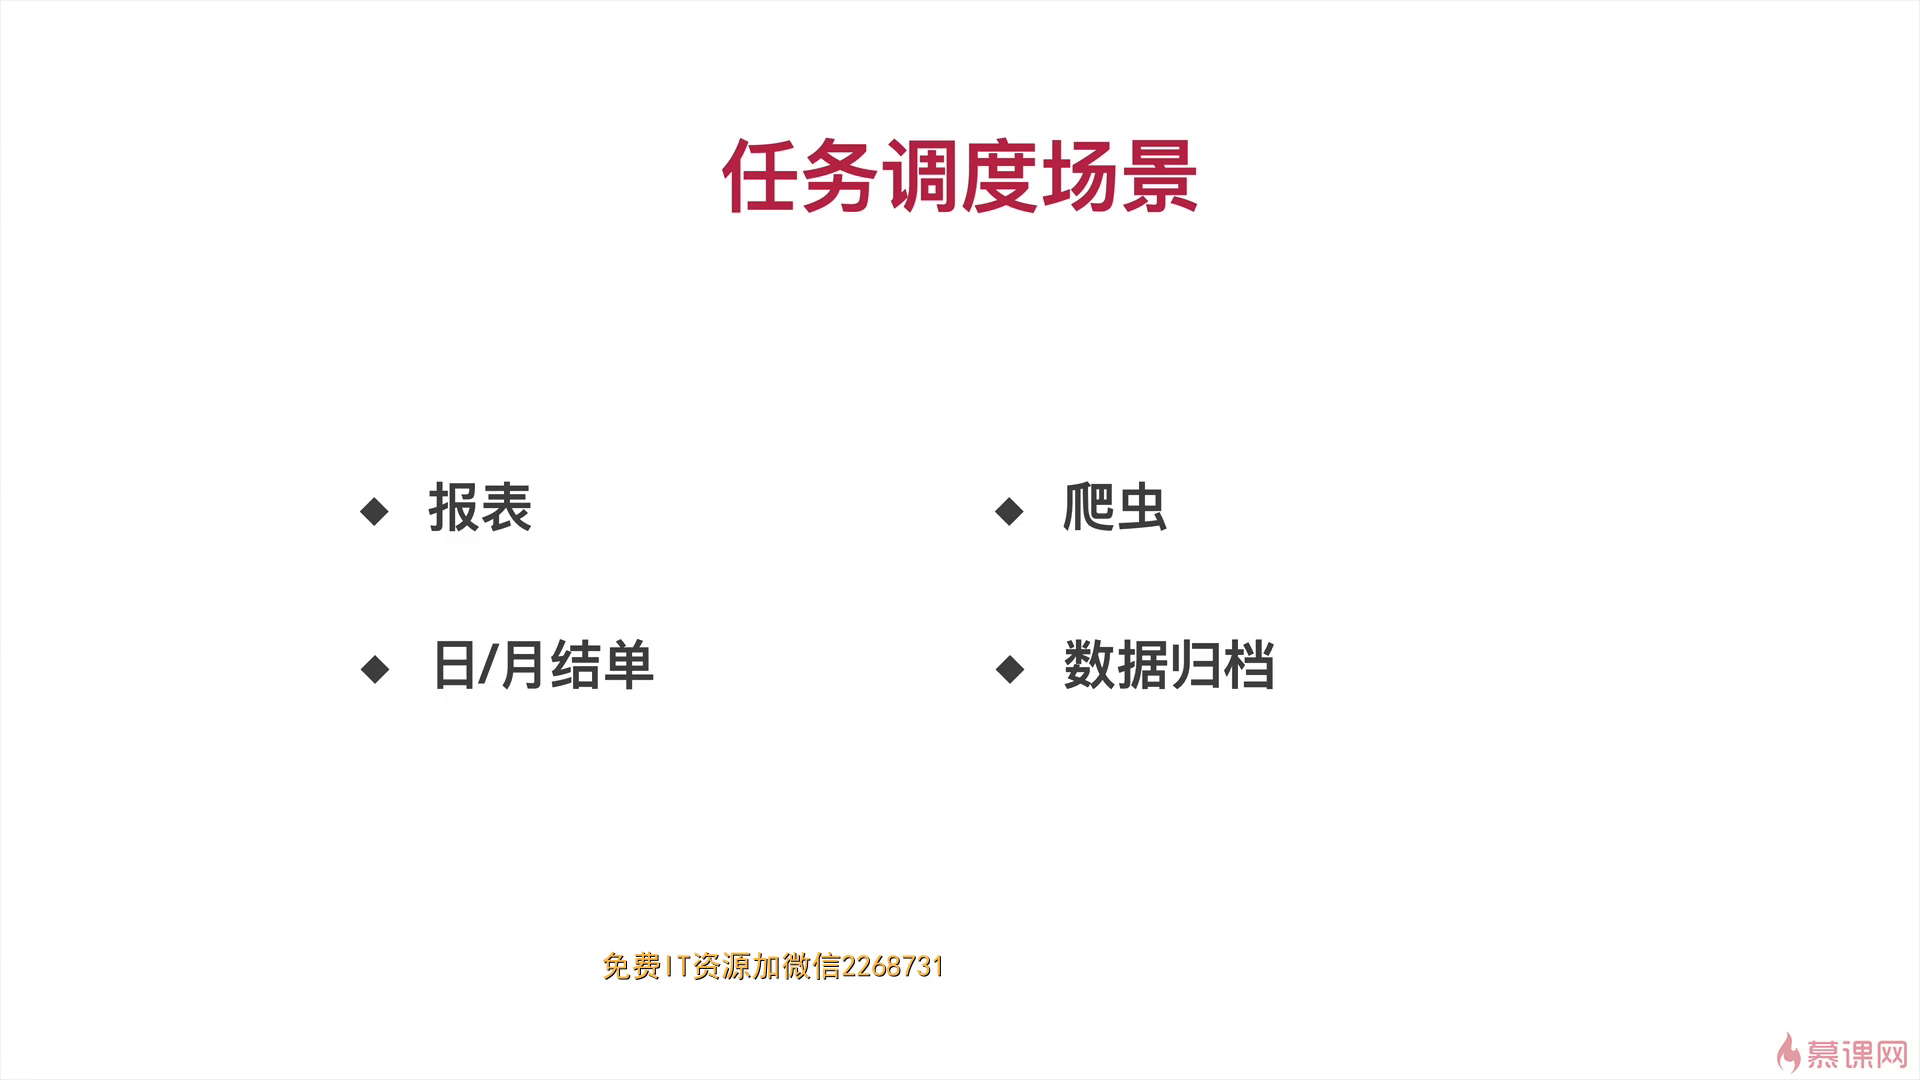 任务调度场景
◆ 报表
◆ 爬虫
◆ 日/月结单
◆ 数据归档
免费IT资源加微信2268731
慕课网